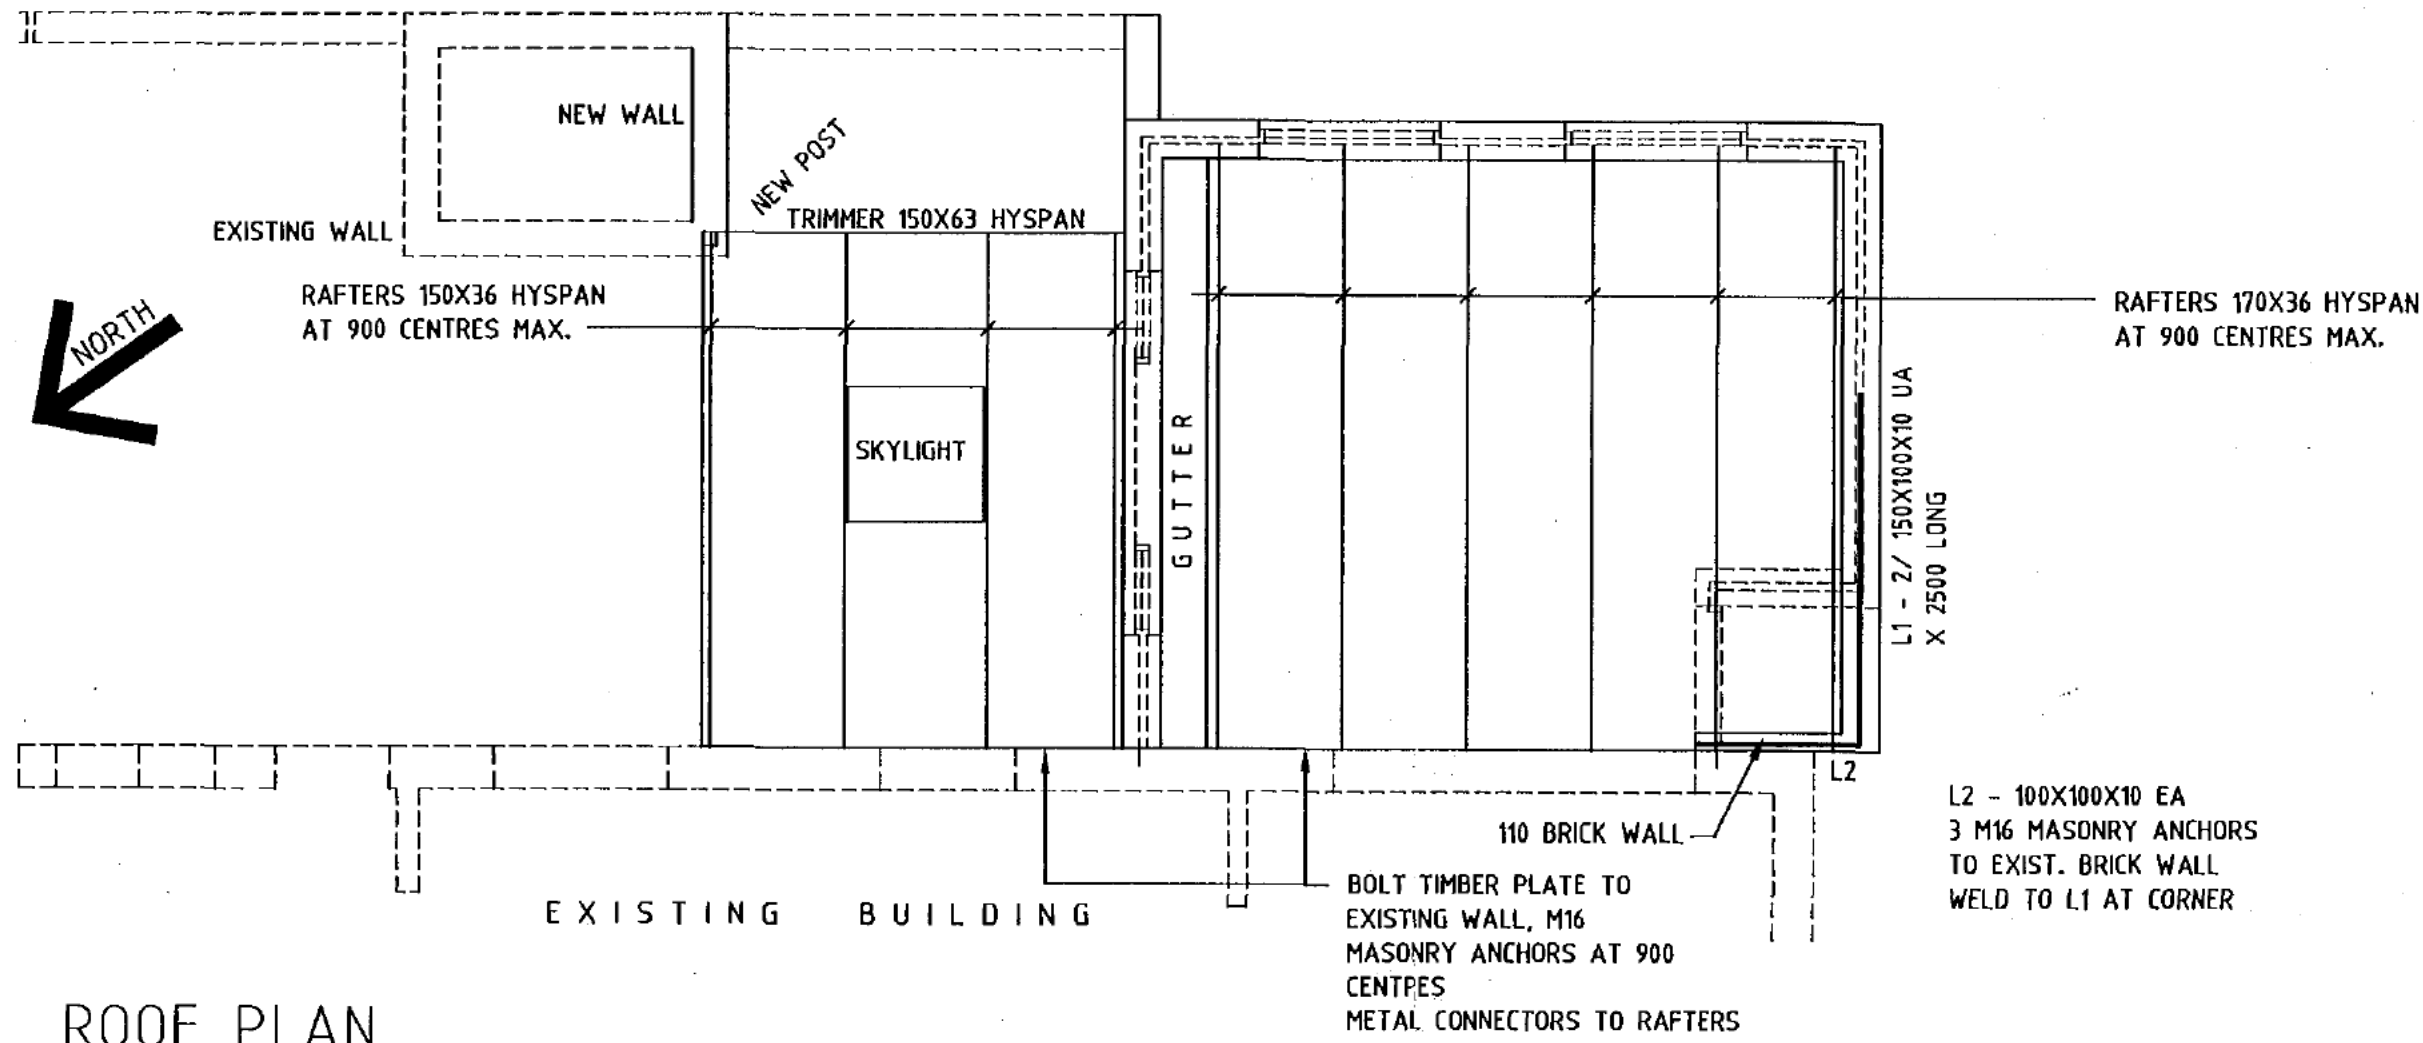 NEW WALL
NEW POST
TRIMMER 150X63 HYSPAN
EXISTING WALL
RAFTERS 150X36 HYSPAN
AT 900 CENTRES MAX.
NORTH
RAFTERS 170X36 HYSPAN
AT 900 CENTRES MAX.
SKYLIGHT
GUTTER
L1 - 2/ 150X100X10 UA
X 2500 LONG
L2
L2 - 100X100X10 EA
3 M16 MASONRY ANCHORS
TO EXIST. BRICK WALL
WELD TO L1 AT CORNER
110 BRICK WALL
BOLT TIMBER PLATE TO
EXISTING WALL, M16
MASONRY ANCHORS AT 900
CENTRES
METAL CONNECTORS TO RAFTERS
EXISTING BUILDING
ROOF PLAN